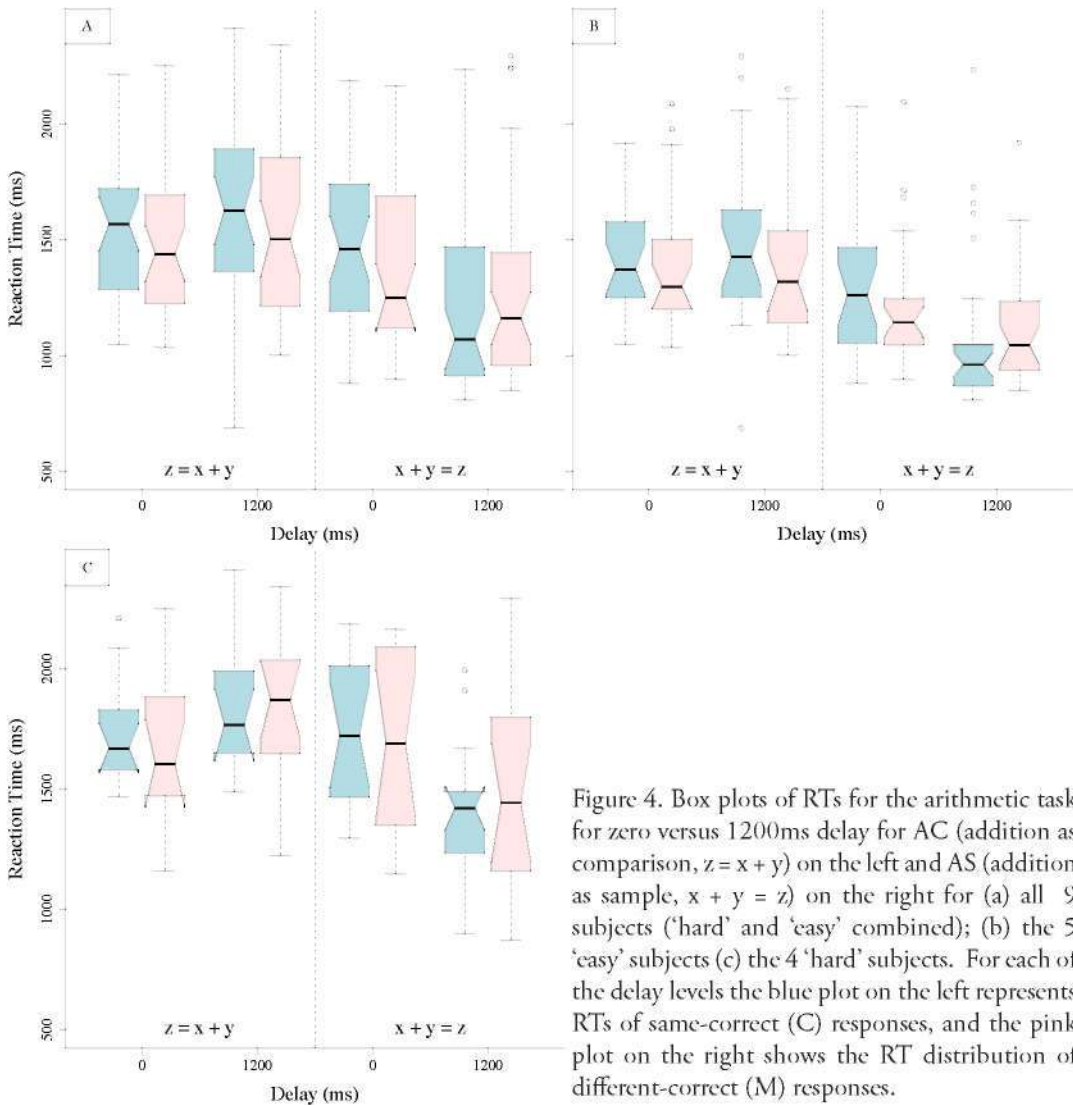 A
B
Reaction Time (ms)
2000
1500
1000
500
z = x + y
x + y = z
z = x + y
x + y = z
0
1200
0
1200
0
1200
0
1200
Delay (ms)
Delay (ms)
C
Reaction Time (ms)
2000
1500
1000
500
z = x + y
x + y = z
0
1200
0
1200
Delay (ms)
Figure 4. Box plots of RTs for the arithmetic task
for zero versus 1200ms delay for AC (addition as
comparison, z = x + y) on the left and AS (addition
as sample, x + y = z) on the right for (a) all 9
subjects (‘hard’ and ‘easy’ combined); (b) the 5
‘easy’ subjects (c) the 4 ‘hard’ subjects. For each of
the delay levels the blue plot on the left represents
RTs of same-correct (C) responses, and the pink
plot on the right shows the RT distribution of
different-correct (M) responses.